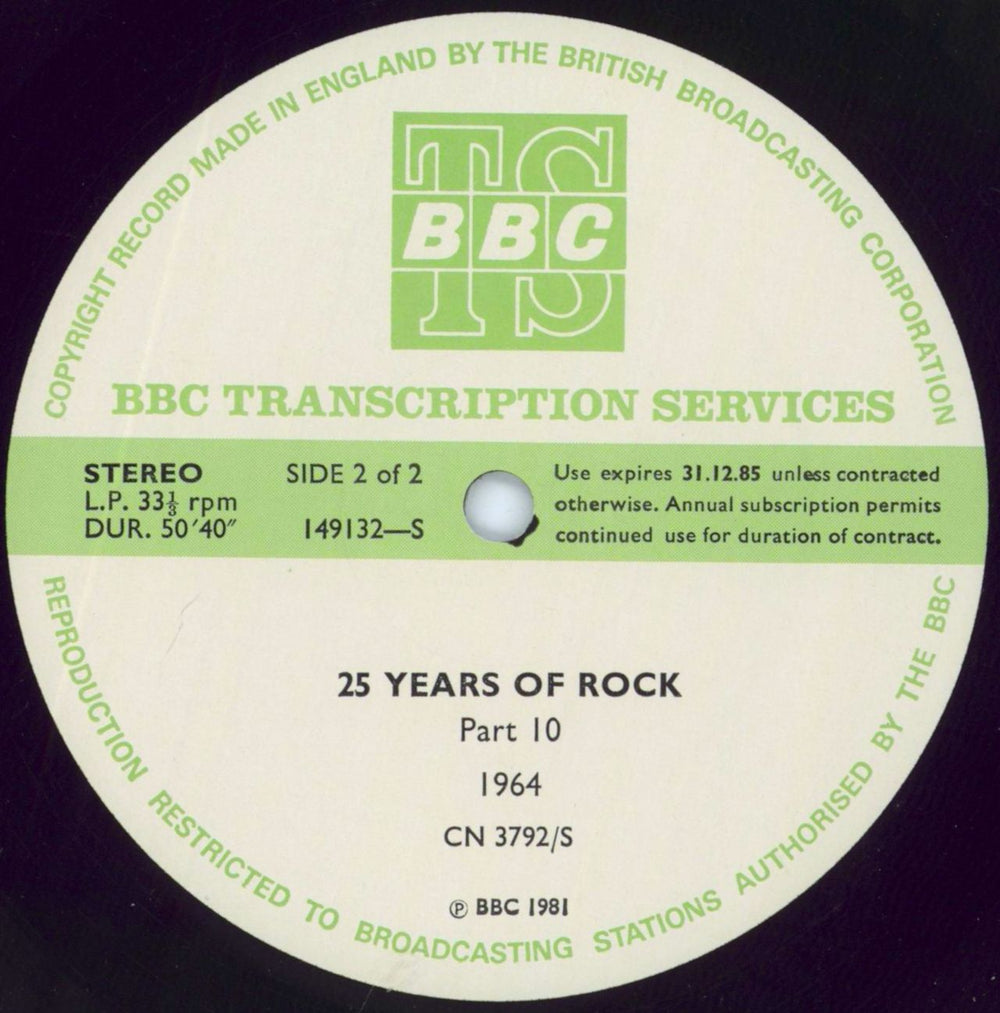 COPYRIGHT RECORD MADE IN ENGLAND BY THE BRITISH BROADCASTING CORPORATION
TS
BBC
TS
BBC TRANSCRIPTION SERVICES
STEREO
L.P. 33⅓ rpm
DUR. 50′40″
SIDE 2 of 2
149132—S
Use expires 31.12.85 unless contracted
otherwise. Annual subscription permits
continued use for duration of contract.
25 YEARS OF ROCK
Part 10
1964
CN 3792/S
℗ BBC 1981
REPRODUCTION RESTRICTED TO BROADCASTING STATIONS AUTHORISED BY THE BBC